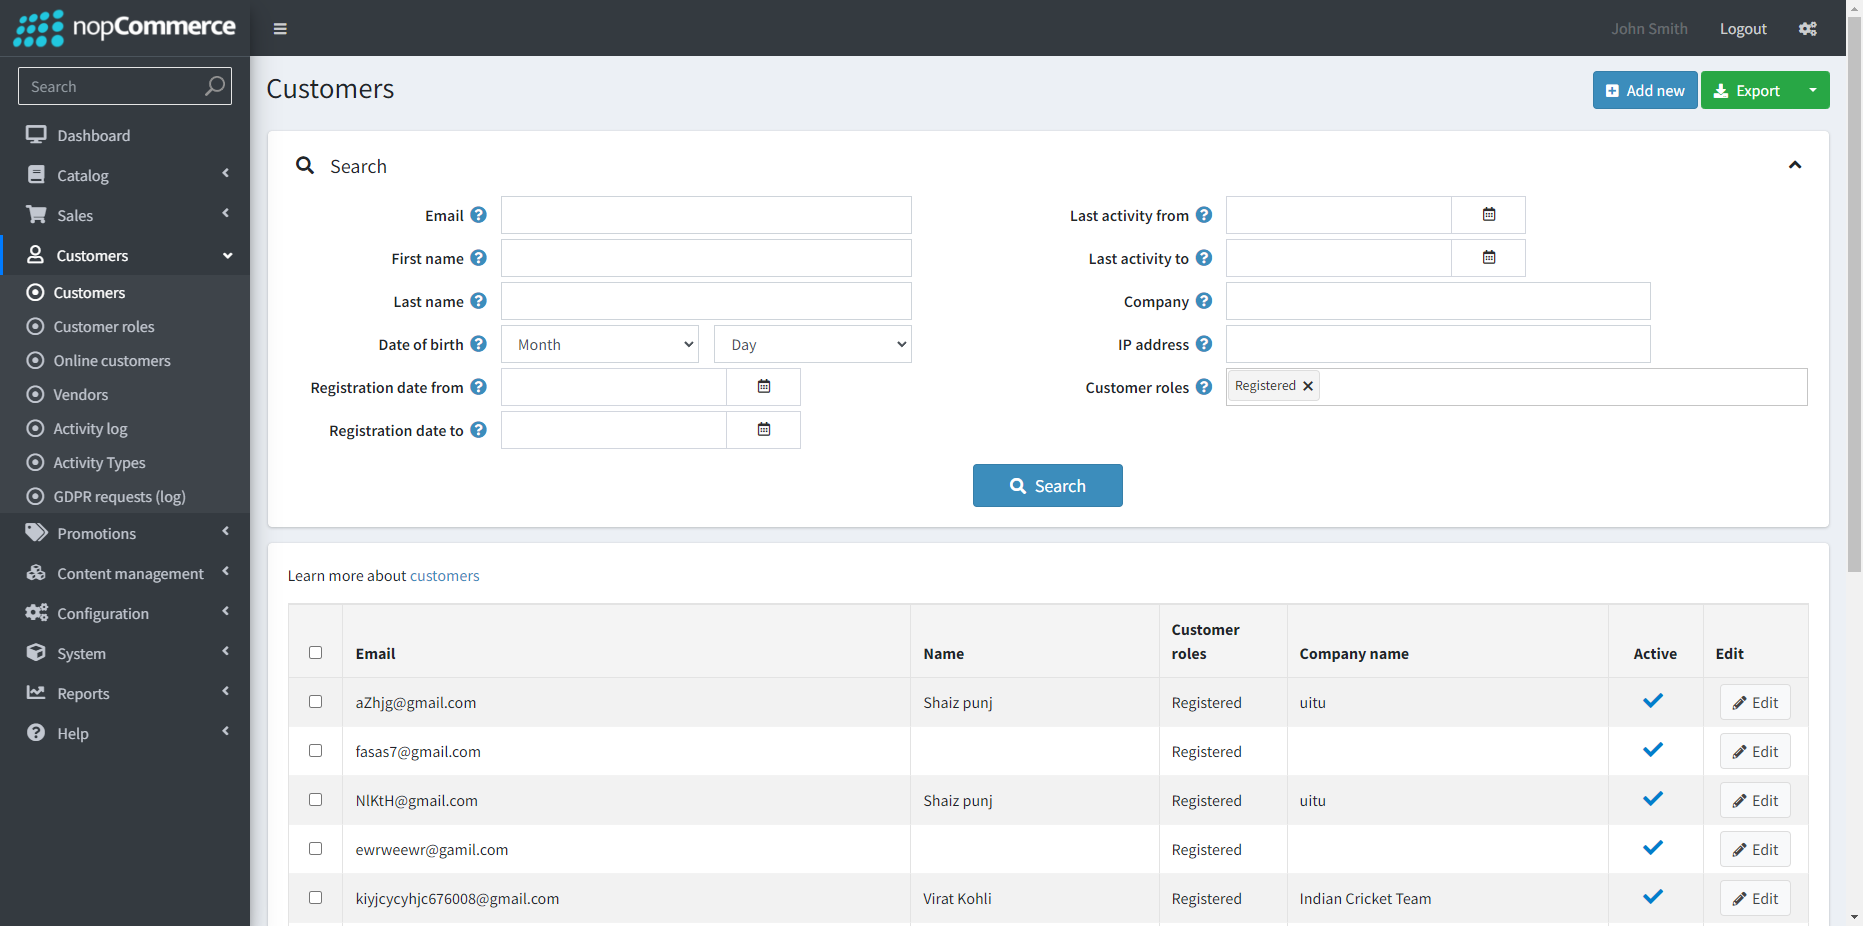 nopCommerce
John Smith
Logout
Search
Dashboard
Catalog
Sales
Customers
Customers
Customer roles
Online customers
Vendors
Activity log
Activity Types
GDPR requests (log)
Promotions
Content management
Configuration
System
Reports
Help
Customers
Add new
Export
Search
Email
First name
Last name
Date of birth Month Day
Registration date from
Registration date to
Last activity from
Last activity to
Company
IP address
Customer roles Registered
Search
Learn more about customers
Email Name Customer roles Company name Active Edit
aZhjg@gmail.com Shaiz punj Registered uitu Edit
fasas7@gmail.com Registered Edit
NlKtH@gmail.com Shaiz punj Registered uitu Edit
ewrweewr@gamil.com Registered Edit
kiyjcycyhjc676008@gmail.com Virat Kohli Registered Indian Cricket Team Edit